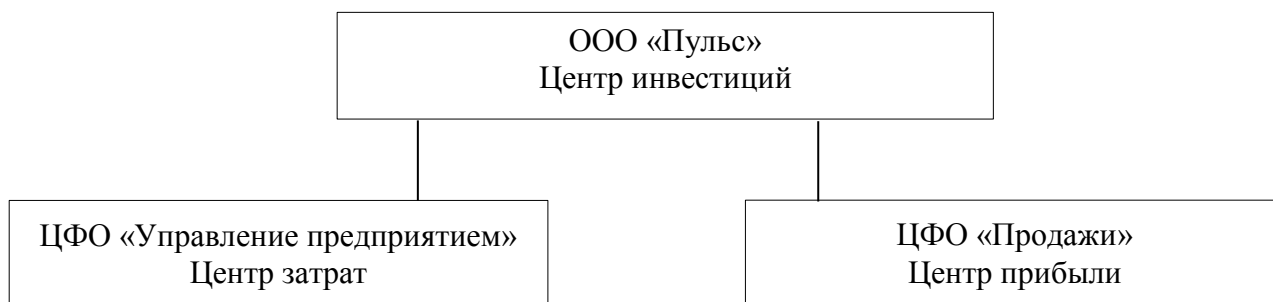 ООО «Пульс»
Центр инвестиций
ЦФО «Управление предприятием»
Центр затрат
ЦФО «Продажи»
Центр прибыли